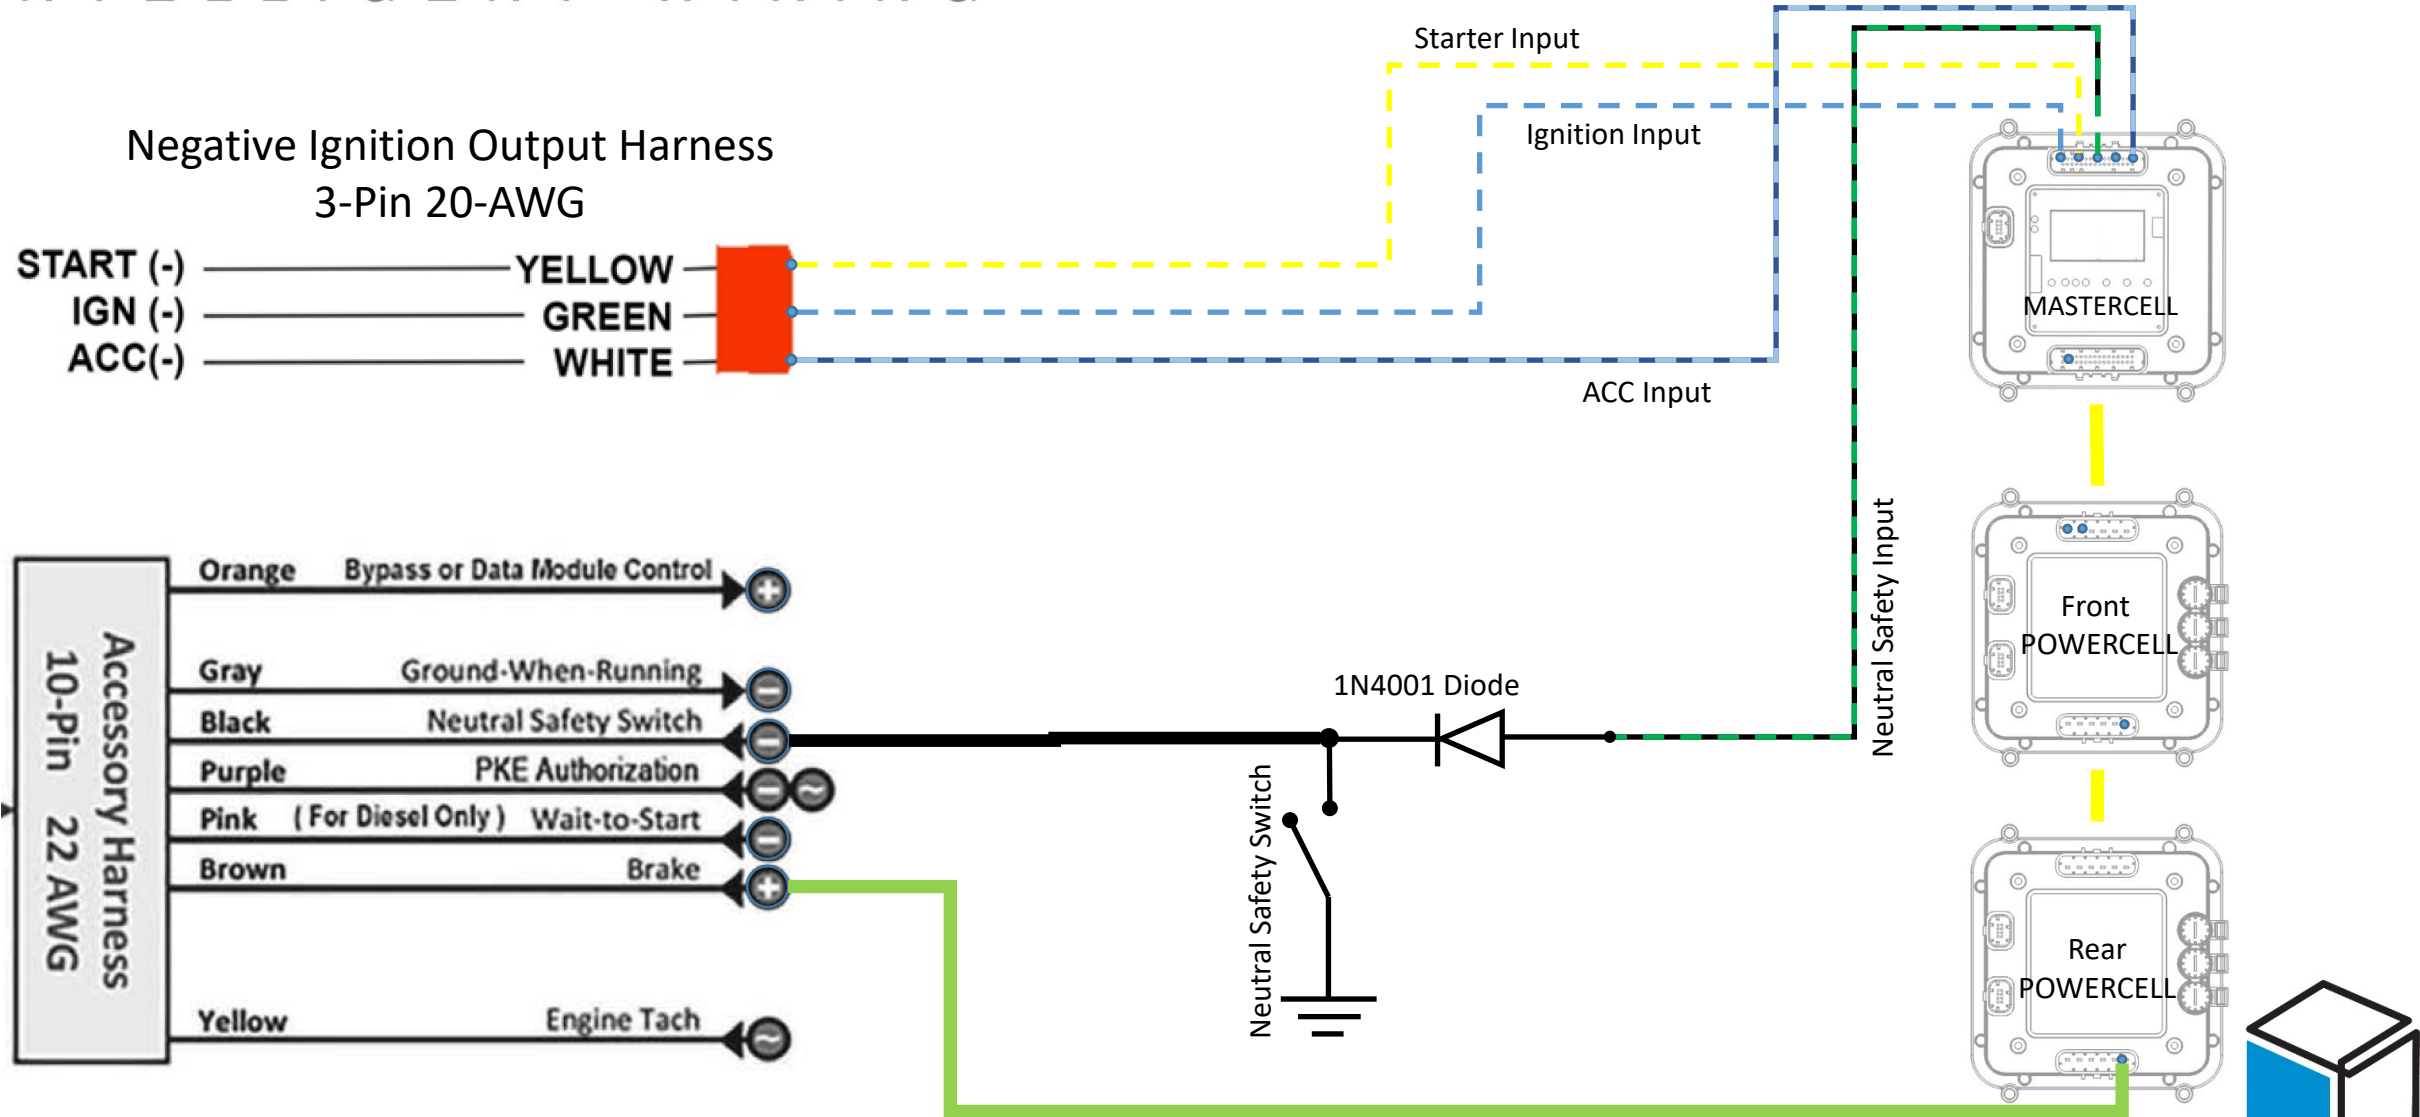 Starter Input
Ignition Input
Negative Ignition Output Harness
3-Pin 20-AWG
START (-) YELLOW
IGN (-) GREEN
ACC(-) WHITE
ACC Input
MASTERCELL
Neutral Safety Input
Front
POWERCELL
Rear
POWERCELL
1N4001 Diode
Neutral Safety Switch
Accessory Harness
10-Pin 22 AWG
Orange Bypass or Data Module Control
Gray Ground-When-Running
Black Neutral Safety Switch
Purple PKE Authorization
Pink (For Diesel Only) Wait-to-Start
Brown Brake
Yellow Engine Tach